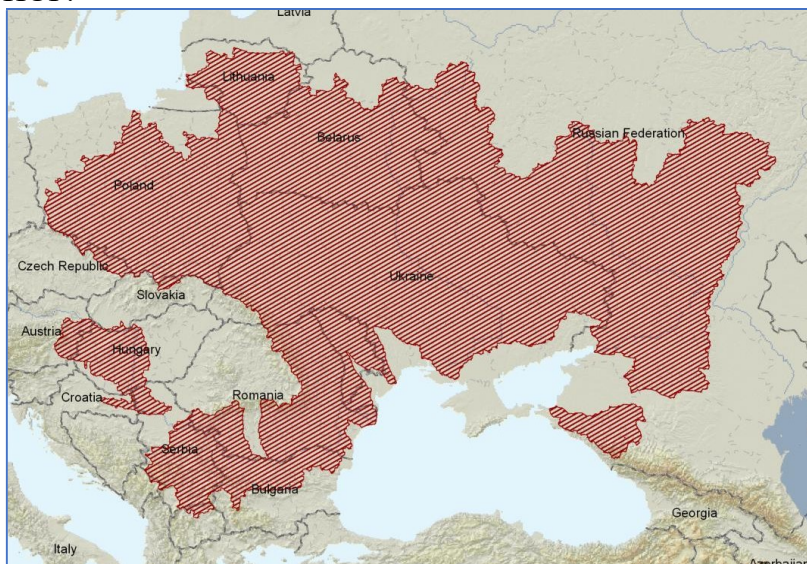 Latvia
Lithuania
Russian Federation
Belarus
Poland
Czech Republic
Ukraine
Slovakia
Austria
Hungary
Croatia
Romania
Serbia
Bulgaria
Georgia
Italy